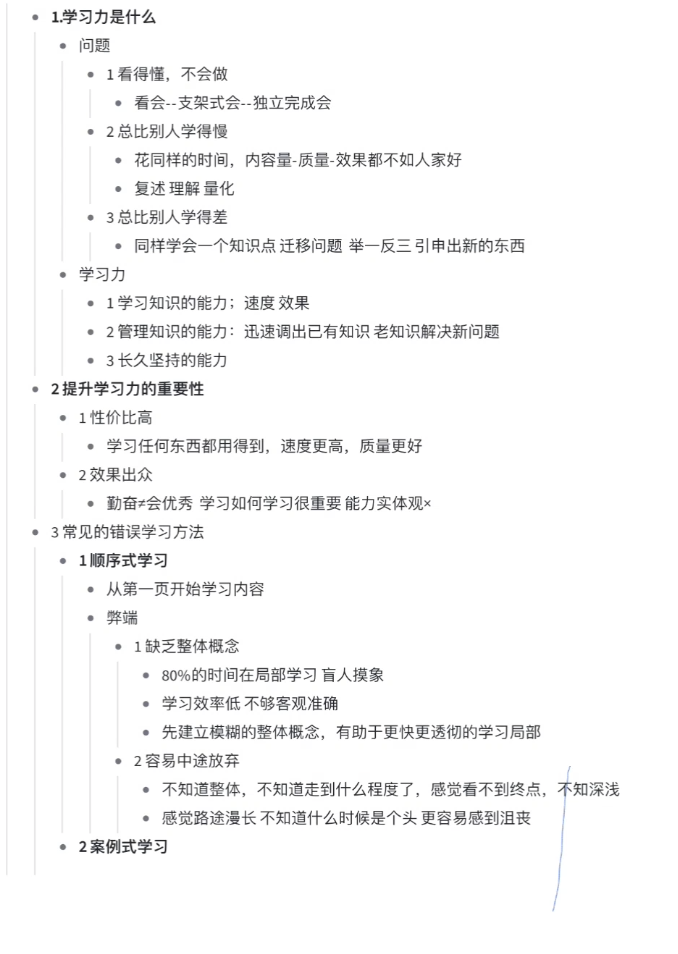 1.学习力是什么
问题
1 看得懂，不会做
看会--支架式会--独立完成会
2 总比别人学得慢
花同样的时间，内容量-质量-效果都不如人家好
复述 理解 量化
3 总比别人学得差
同样学会一个知识点 迁移问题 举一反三 引申出新的东西
学习力
1 学习知识的能力；速度 效果
2 管理知识的能力：迅速调出已有知识 老知识解决新问题
3 长久坚持的能力
2 提升学习力的重要性
1 性价比高
学习任何东西都用得到，速度更高，质量更好
2 效果出众
勤奋≠会优秀 学习如何学习很重要 能力实体观×
3 常见的错误学习方法
1 顺序式学习
从第一页开始学习内容
弊端
1 缺乏整体概念
80%的时间在局部学习 盲人摸象
学习效率低 不够客观准确
先建立模糊的整体概念，有助于更快更透彻的学习局部
2 容易中途放弃
不知道整体，不知道走到什么程度了，感觉看不到终点，不知深浅
感觉路途漫长 不知道什么时候是个头 更容易感到沮丧
2 案例式学习